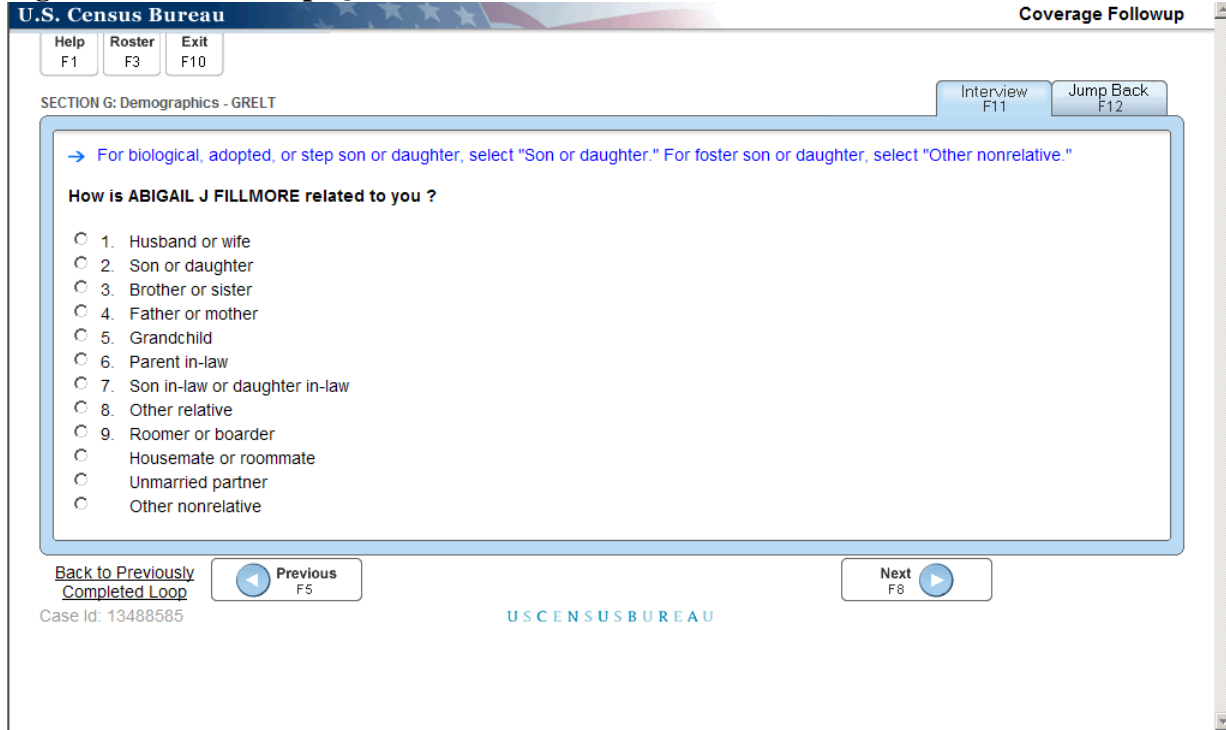 U.S. Census Bureau
Coverage Followup
Help
F1
Roster
F3
Exit
F10
SECTION G: Demographics - GRELT
Interview
F11
Jump Back
F12
→ For biological, adopted, or step son or daughter, select "Son or daughter." For foster son or daughter, select "Other nonrelative."
How is ABIGAIL J FILLMORE related to you ?
1. Husband or wife
2. Son or daughter
3. Brother or sister
4. Father or mother
5. Grandchild
6. Parent in-law
7. Son in-law or daughter in-law
8. Other relative
9. Roomer or boarder
Housemate or roommate
Unmarried partner
Other nonrelative
Back to Previously
Completed Loop
Previous
F5
Next
F8
Case Id: 13488585
USCENSUSBUREAU